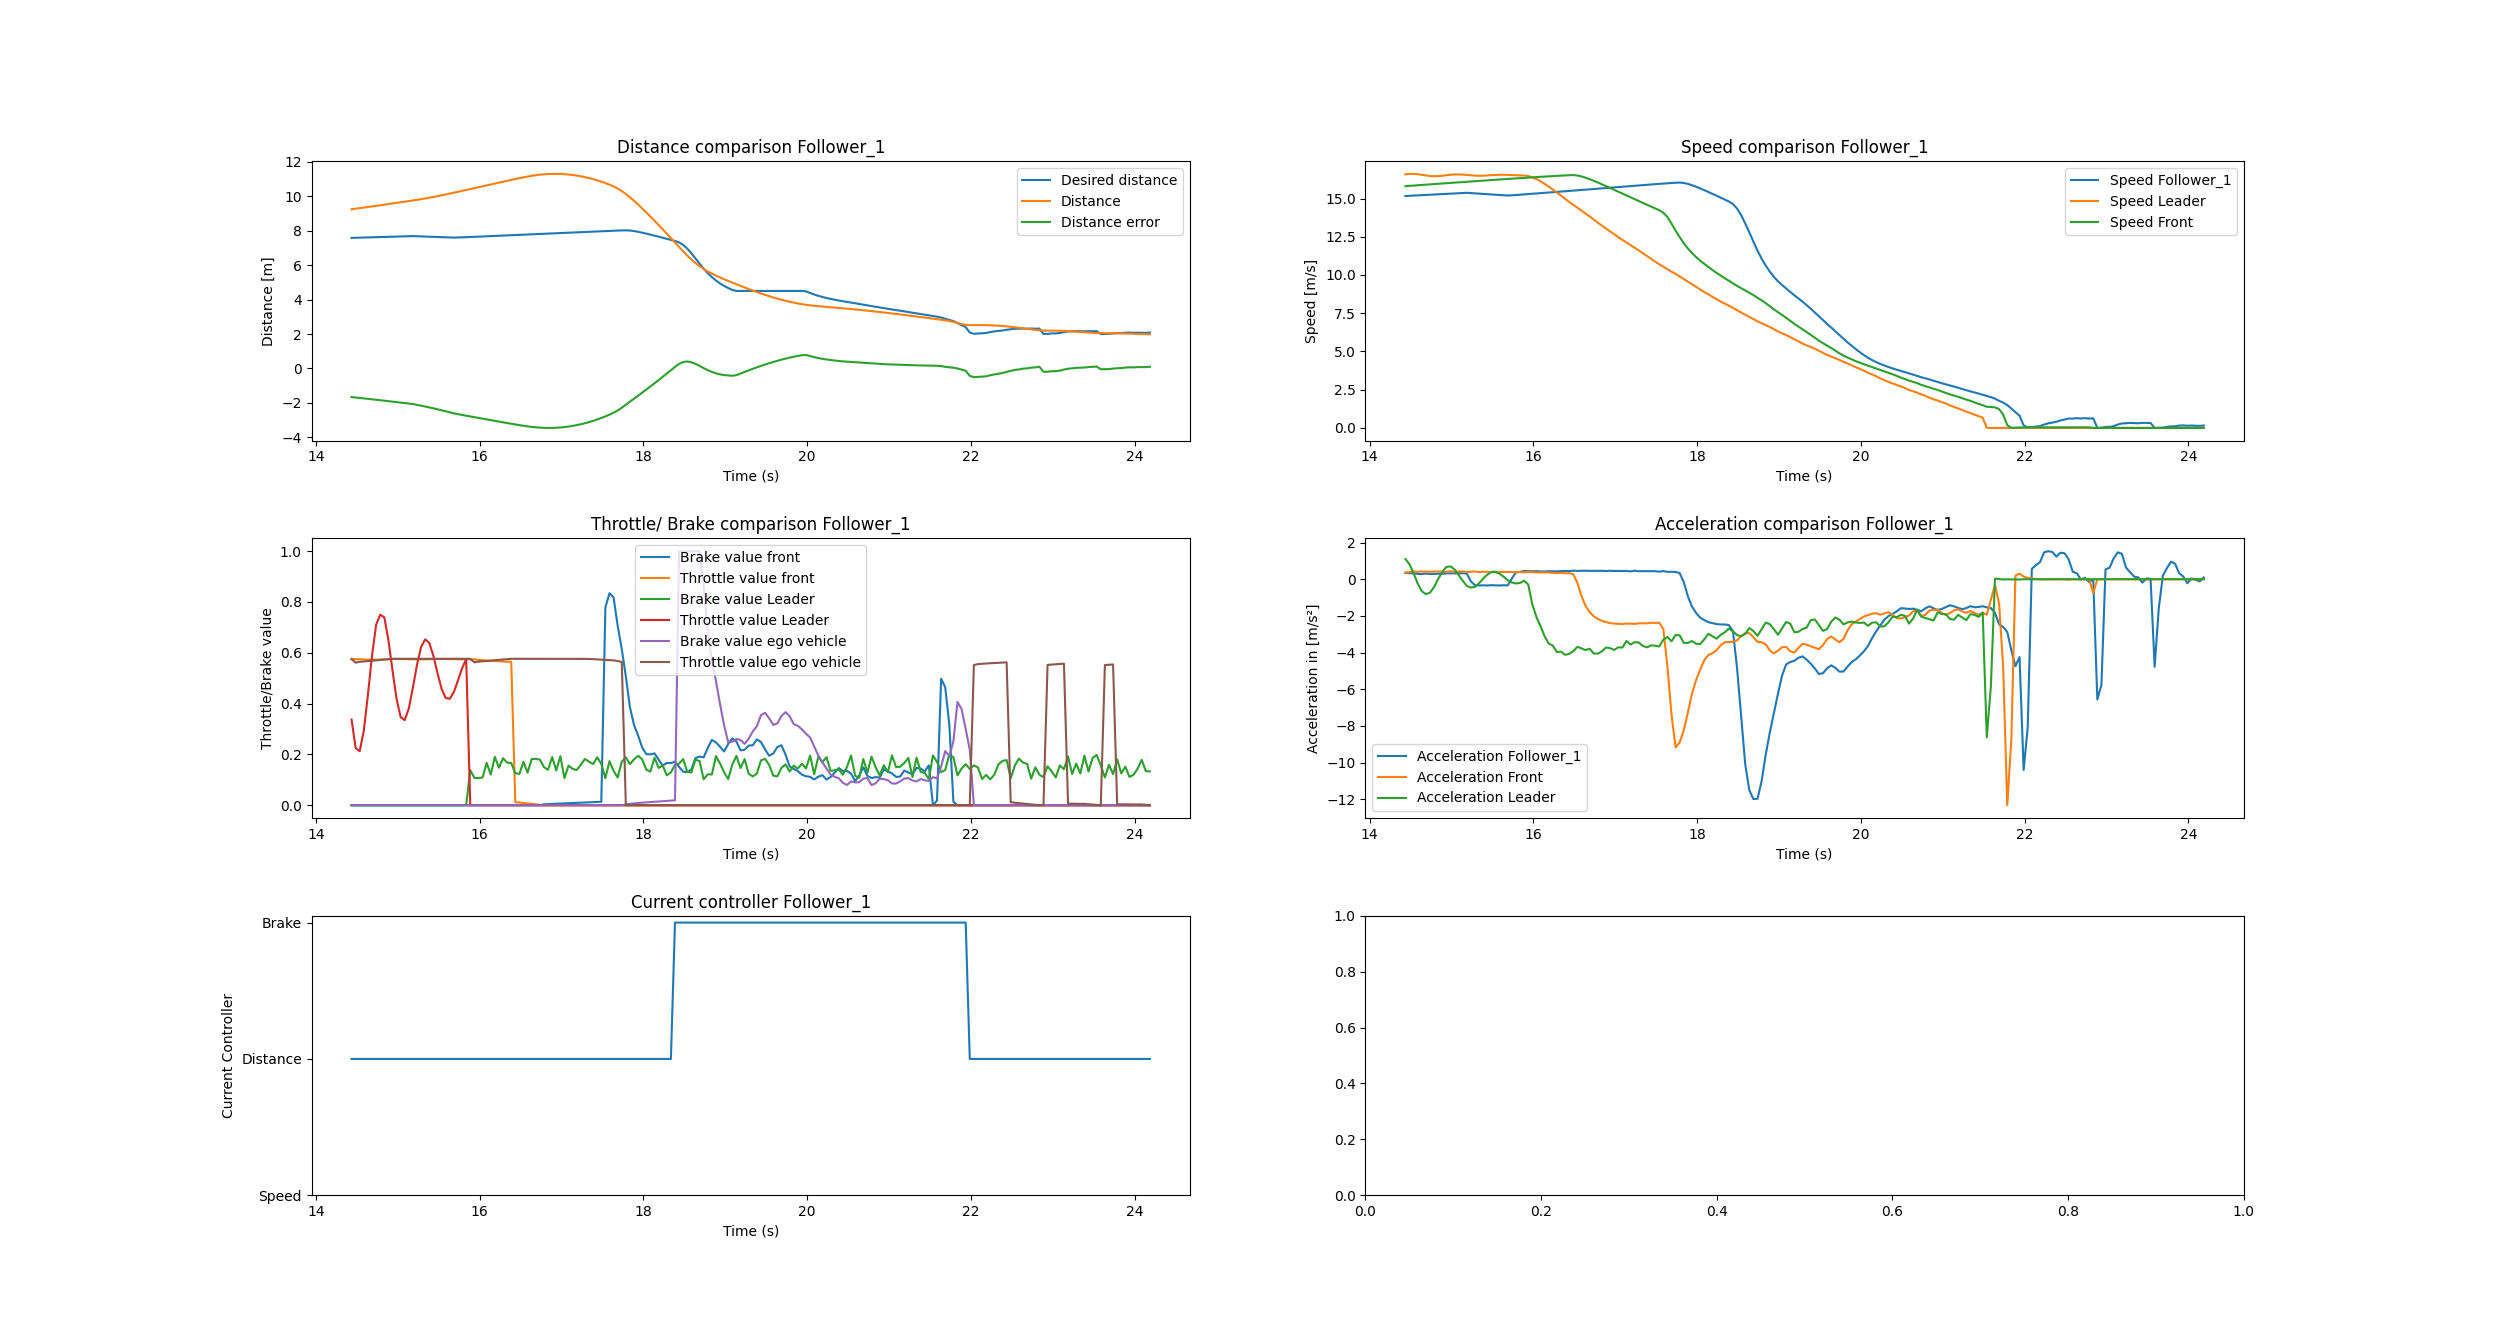 Distance comparison Follower_1
12
10
8
6
4
2
0
−2
−4
Distance [m]
Desired distance
Distance
Distance error
14 16 18 20 22 24
Time (s)
Speed comparison Follower_1
15.0
12.5
10.0
7.5
5.0
2.5
0.0
Speed [m/s]
Speed Follower_1
Speed Leader
Speed Front
14 16 18 20 22 24
Time (s)
Throttle/ Brake comparison Follower_1
1.0
0.8
0.6
0.4
0.2
0.0
Throttle/Brake value
Brake value front
Throttle value front
Brake value Leader
Throttle value Leader
Brake value ego vehicle
Throttle value ego vehicle
14 16 18 20 22 24
Time (s)
Acceleration comparison Follower_1
2
0
−2
−4
−6
−8
−10
−12
Acceleration in [m/s²]
Acceleration Follower_1
Acceleration Front
Acceleration Leader
14 16 18 20 22 24
Time (s)
Current controller Follower_1
Brake
Distance
Speed
Current Controller
14 16 18 20 22 24
Time (s)
1.0
0.8
0.6
0.4
0.2
0.0
0.0 0.2 0.4 0.6 0.8 1.0